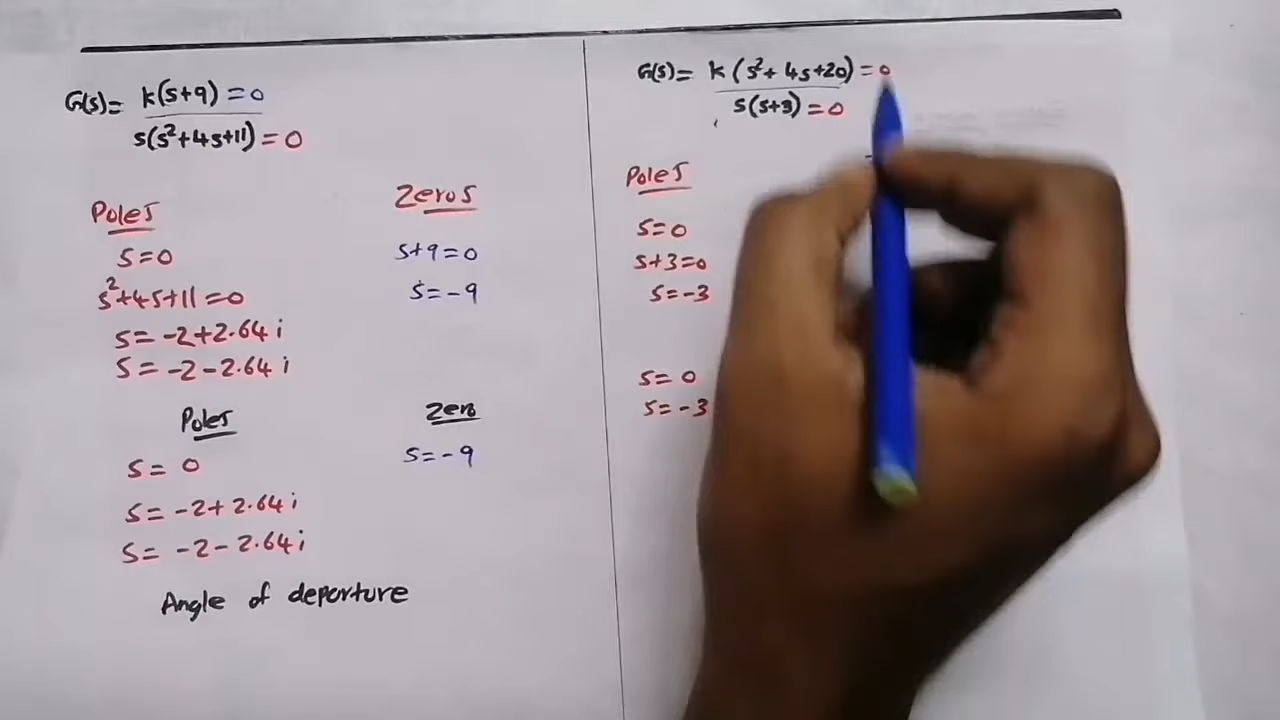 G(s)= k(s+9) =0
s(s²+4s+11) =0
Poles
Zeros
s=0
s+9=0
s²+4s+11=0
s=-9
s= -2+2.64i
s= -2-2.64i
Poles
Zero
s= 0
s=-9
s= -2+2.64i
s= -2-2.64i
Angle of departure
G(s)= k(s²+4s+20) =0
s(s+3) =0
Poles
s=0
s+3=0
s=-3
s= 0
s=-3